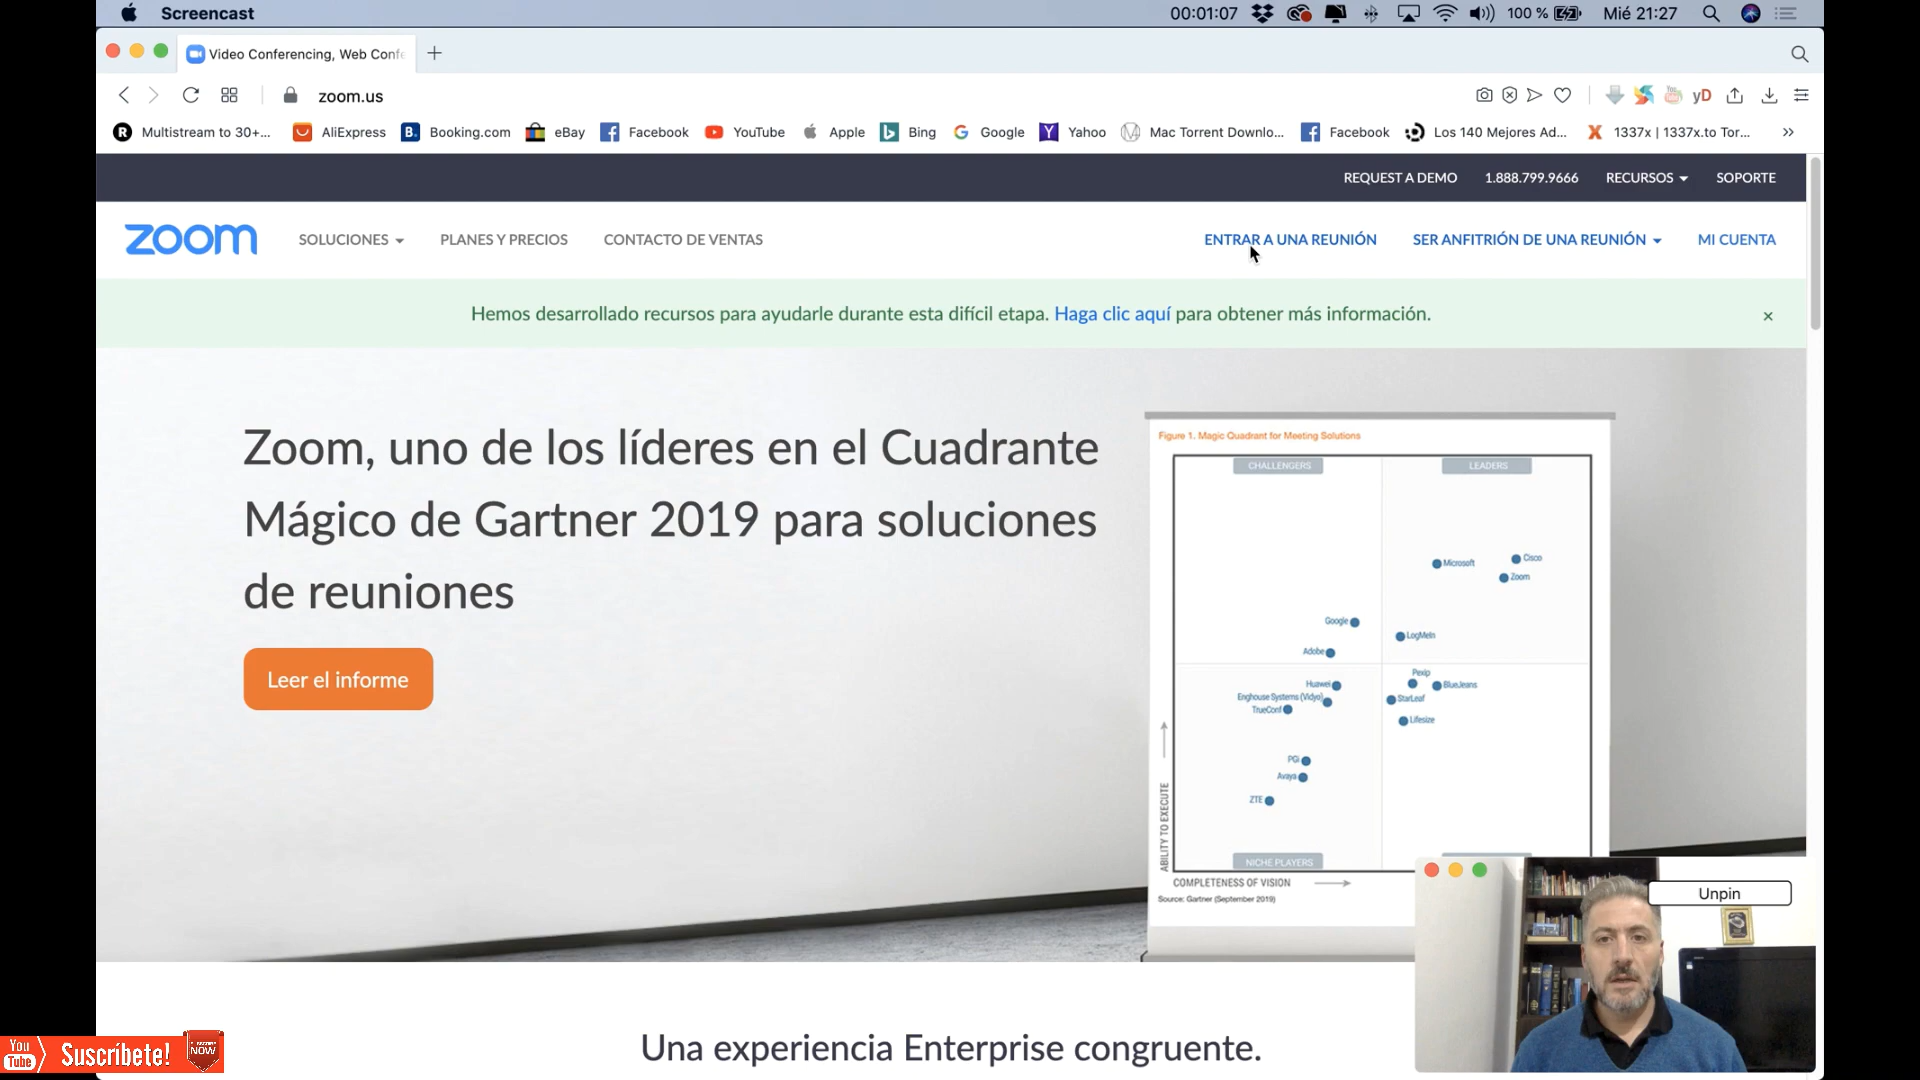 Screencast
00:01:07
100 %
Mié 21:27
Video Conferencing, Web Confe
zoom.us
yD
Multistream to 30+...
AliExpress
Booking.com
eBay
Facebook
YouTube
Apple
Bing
Google
Yahoo
Mac Torrent Downlo...
Facebook
Los 140 Mejores Ad...
1337x | 1337x.to Tor...
REQUEST A DEMO
1.888.799.9666
RECURSOS
SOPORTE
zoom
SOLUCIONES
PLANES Y PRECIOS
CONTACTO DE VENTAS
ENTRAR A UNA REUNIÓN
SER ANFITRIÓN DE UNA REUNIÓN
MI CUENTA
Hemos desarrollado recursos para ayudarle durante esta difícil etapa. Haga clic aquí para obtener más información.
Zoom, uno de los líderes en el Cuadrante
Mágico de Gartner 2019 para soluciones
de reuniones
Leer el informe
Figure 1. Magic Quadrant for Meeting Solutions
CHALLENGERS
LEADERS
Microsoft
Cisco
Zoom
Google
LogMeIn
Adobe
Pexip
Huawei
BlueJeans
Enghouse Systems (Vidyo)
StarLeaf
TrueConf
Lifesize
PGi
Avaya
ZTE
ABILITY TO EXECUTE
NICHE PLAYERS
COMPLETENESS OF VISION
Source: Gartner (September 2019)
Unpin
Una experiencia Enterprise congruente.
You
Tube
Suscríbete!
NOW